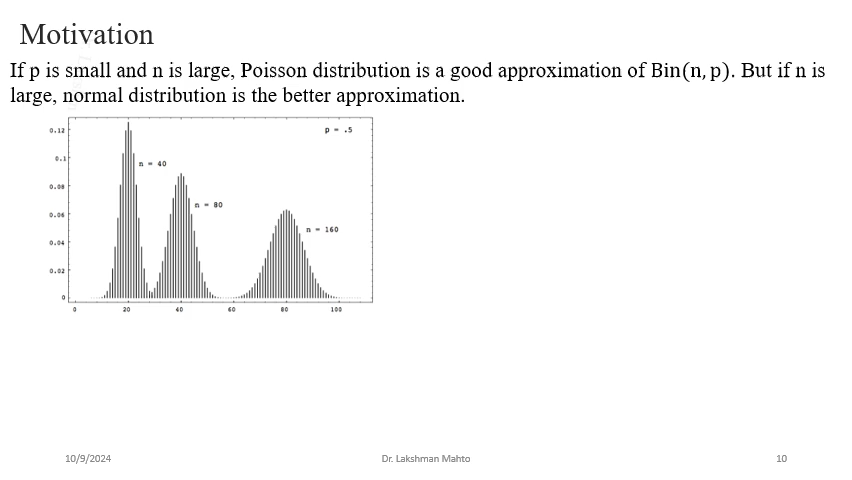 Motivation
If p is small and n is large, Poisson distribution is a good approximation of Bin(n, p). But if n is
large, normal distribution is the better approximation.
0.12
p = .5
0.1
n = 40
0.08
n = 80
0.06
n = 160
0.04
0.02
0
0 20 40 60 80 100
10/9/2024 Dr. Lakshman Mahto 10